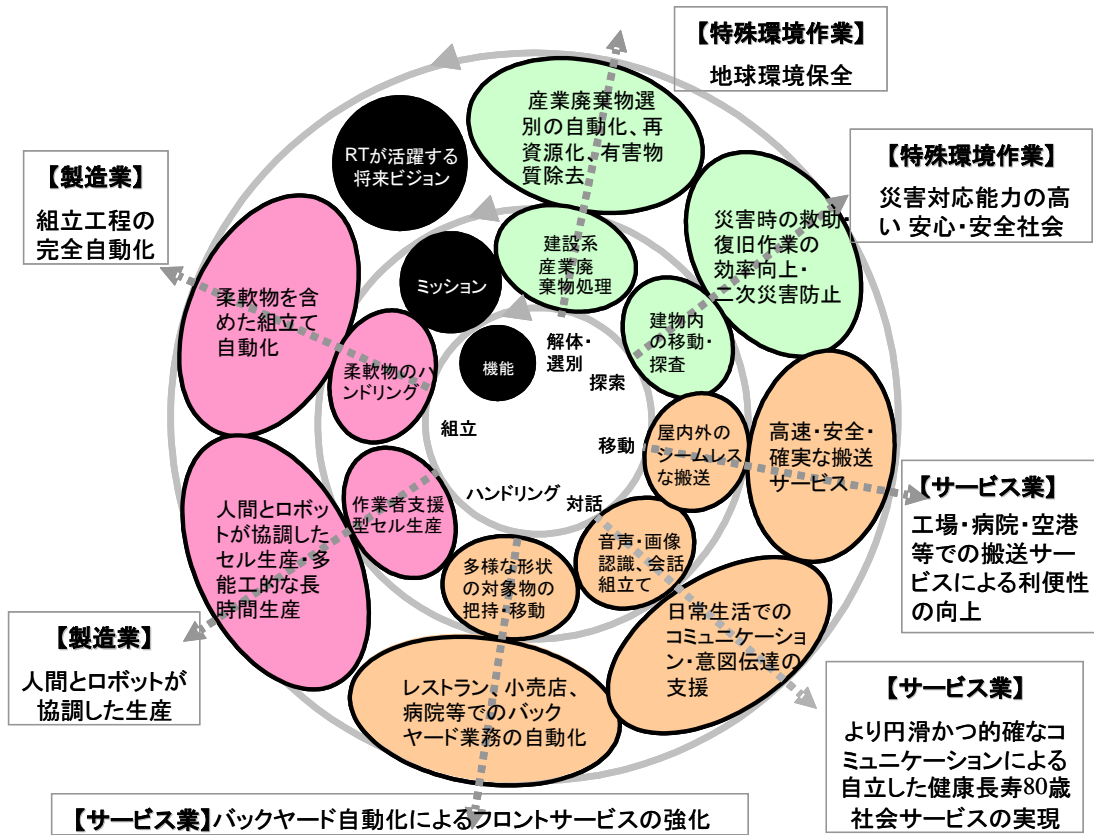 【特殊環境作業】
地球環境保全
産業廃棄物選
別の自動化、再
資源化、有害物
質除去
RTが活躍する
将来ビジョン
【製造業】
組立工程の
完全自動化
【特殊環境作業】
災害対応能力の高
い 安心・安全社会
災害時の救助・
復旧作業の
効率向上・
二次災害防止
建設系
産業廃
棄物処理
ミッション
柔軟物を含
めた組立て
自動化
建物内
の移動・
探査
解体・
選別
機能
柔軟物のハ
ンドリング
探索
組立
移動
屋内外の
シームレス
な搬送
高速・安全・
確実な搬送
サービス
【サービス業】
工場・病院・空港
等での搬送サー
ビスによる利便性
の向上
ハンドリング
対話
作業者支援
型セル生産
人間とロボッ
トが協調した
セル生産・多
能工的な長
時間生産
音声・画像
認識、会話
組立て
多様な形状
の対象物の
把持・移動
日常生活での
コミュニケーショ
ン・意図伝達の
支援
【製造業】
人間とロボットが
協調した生産
レストラン、小売店、
病院等でのバック
ヤード業務の自動化
【サービス業】
より円滑かつ的確なコ
ミュニケーションによる
自立した健康長寿80歳
社会サービスの実現
【サービス業】バックヤード自動化によるフロントサービスの強化